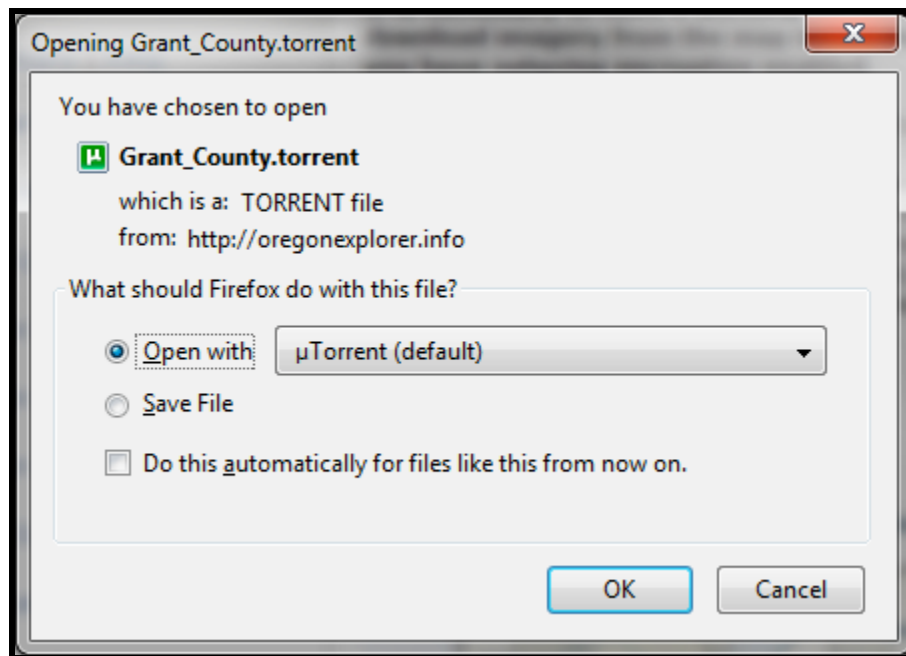 Opening Grant_County.torrent
You have chosen to open
Grant_County.torrent
which is a: TORRENT file
from: http://oregonexplorer.info
What should Firefox do with this file?
Open with µTorrent (default)
Save File
Do this automatically for files like this from now on.
OK Cancel